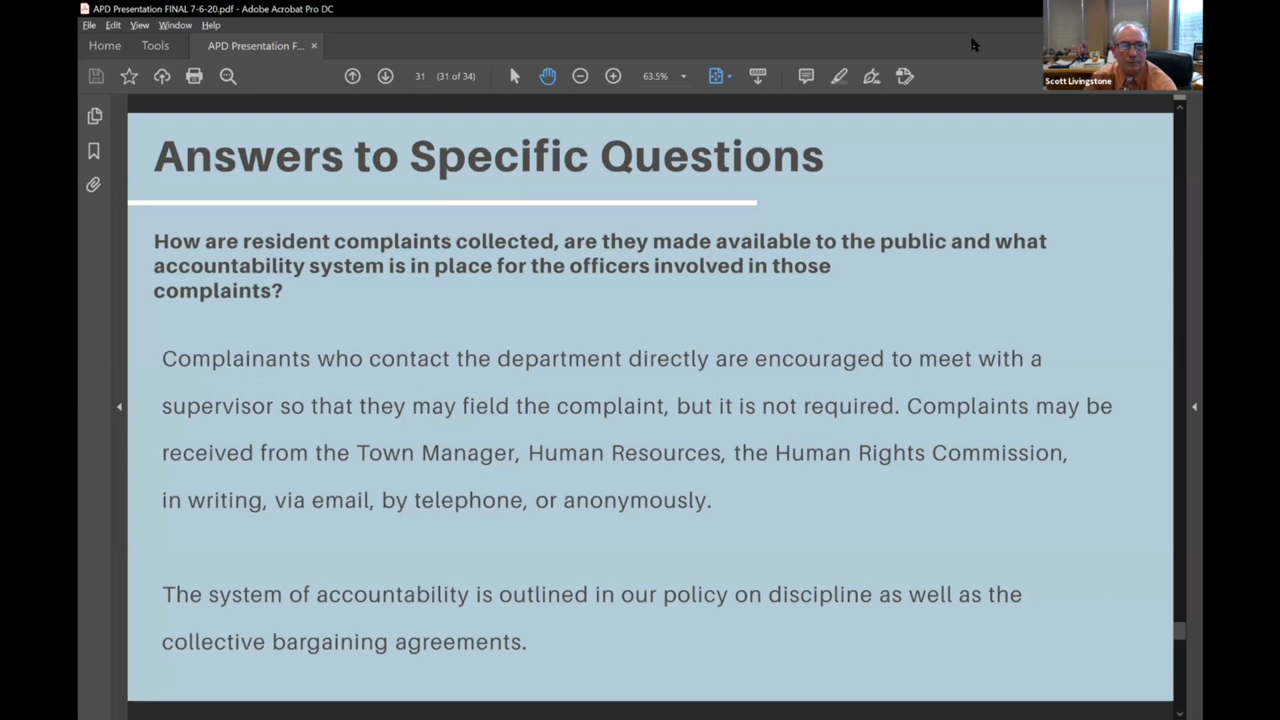 APD Presentation FINAL 7-6-20.pdf - Adobe Acrobat Pro DC
File Edit View Window Help
Home Tools APD Presentation F... ×
31 (31 of 34) 63.5%
Scott Livingstone
Answers to Specific Questions
How are resident complaints collected, are they made available to the public and what
accountability system is in place for the officers involved in those
complaints?
Complainants who contact the department directly are encouraged to meet with a
supervisor so that they may field the complaint, but it is not required. Complaints may be
received from the Town Manager, Human Resources, the Human Rights Commission,
in writing, via email, by telephone, or anonymously.
The system of accountability is outlined in our policy on discipline as well as the
collective bargaining agreements.